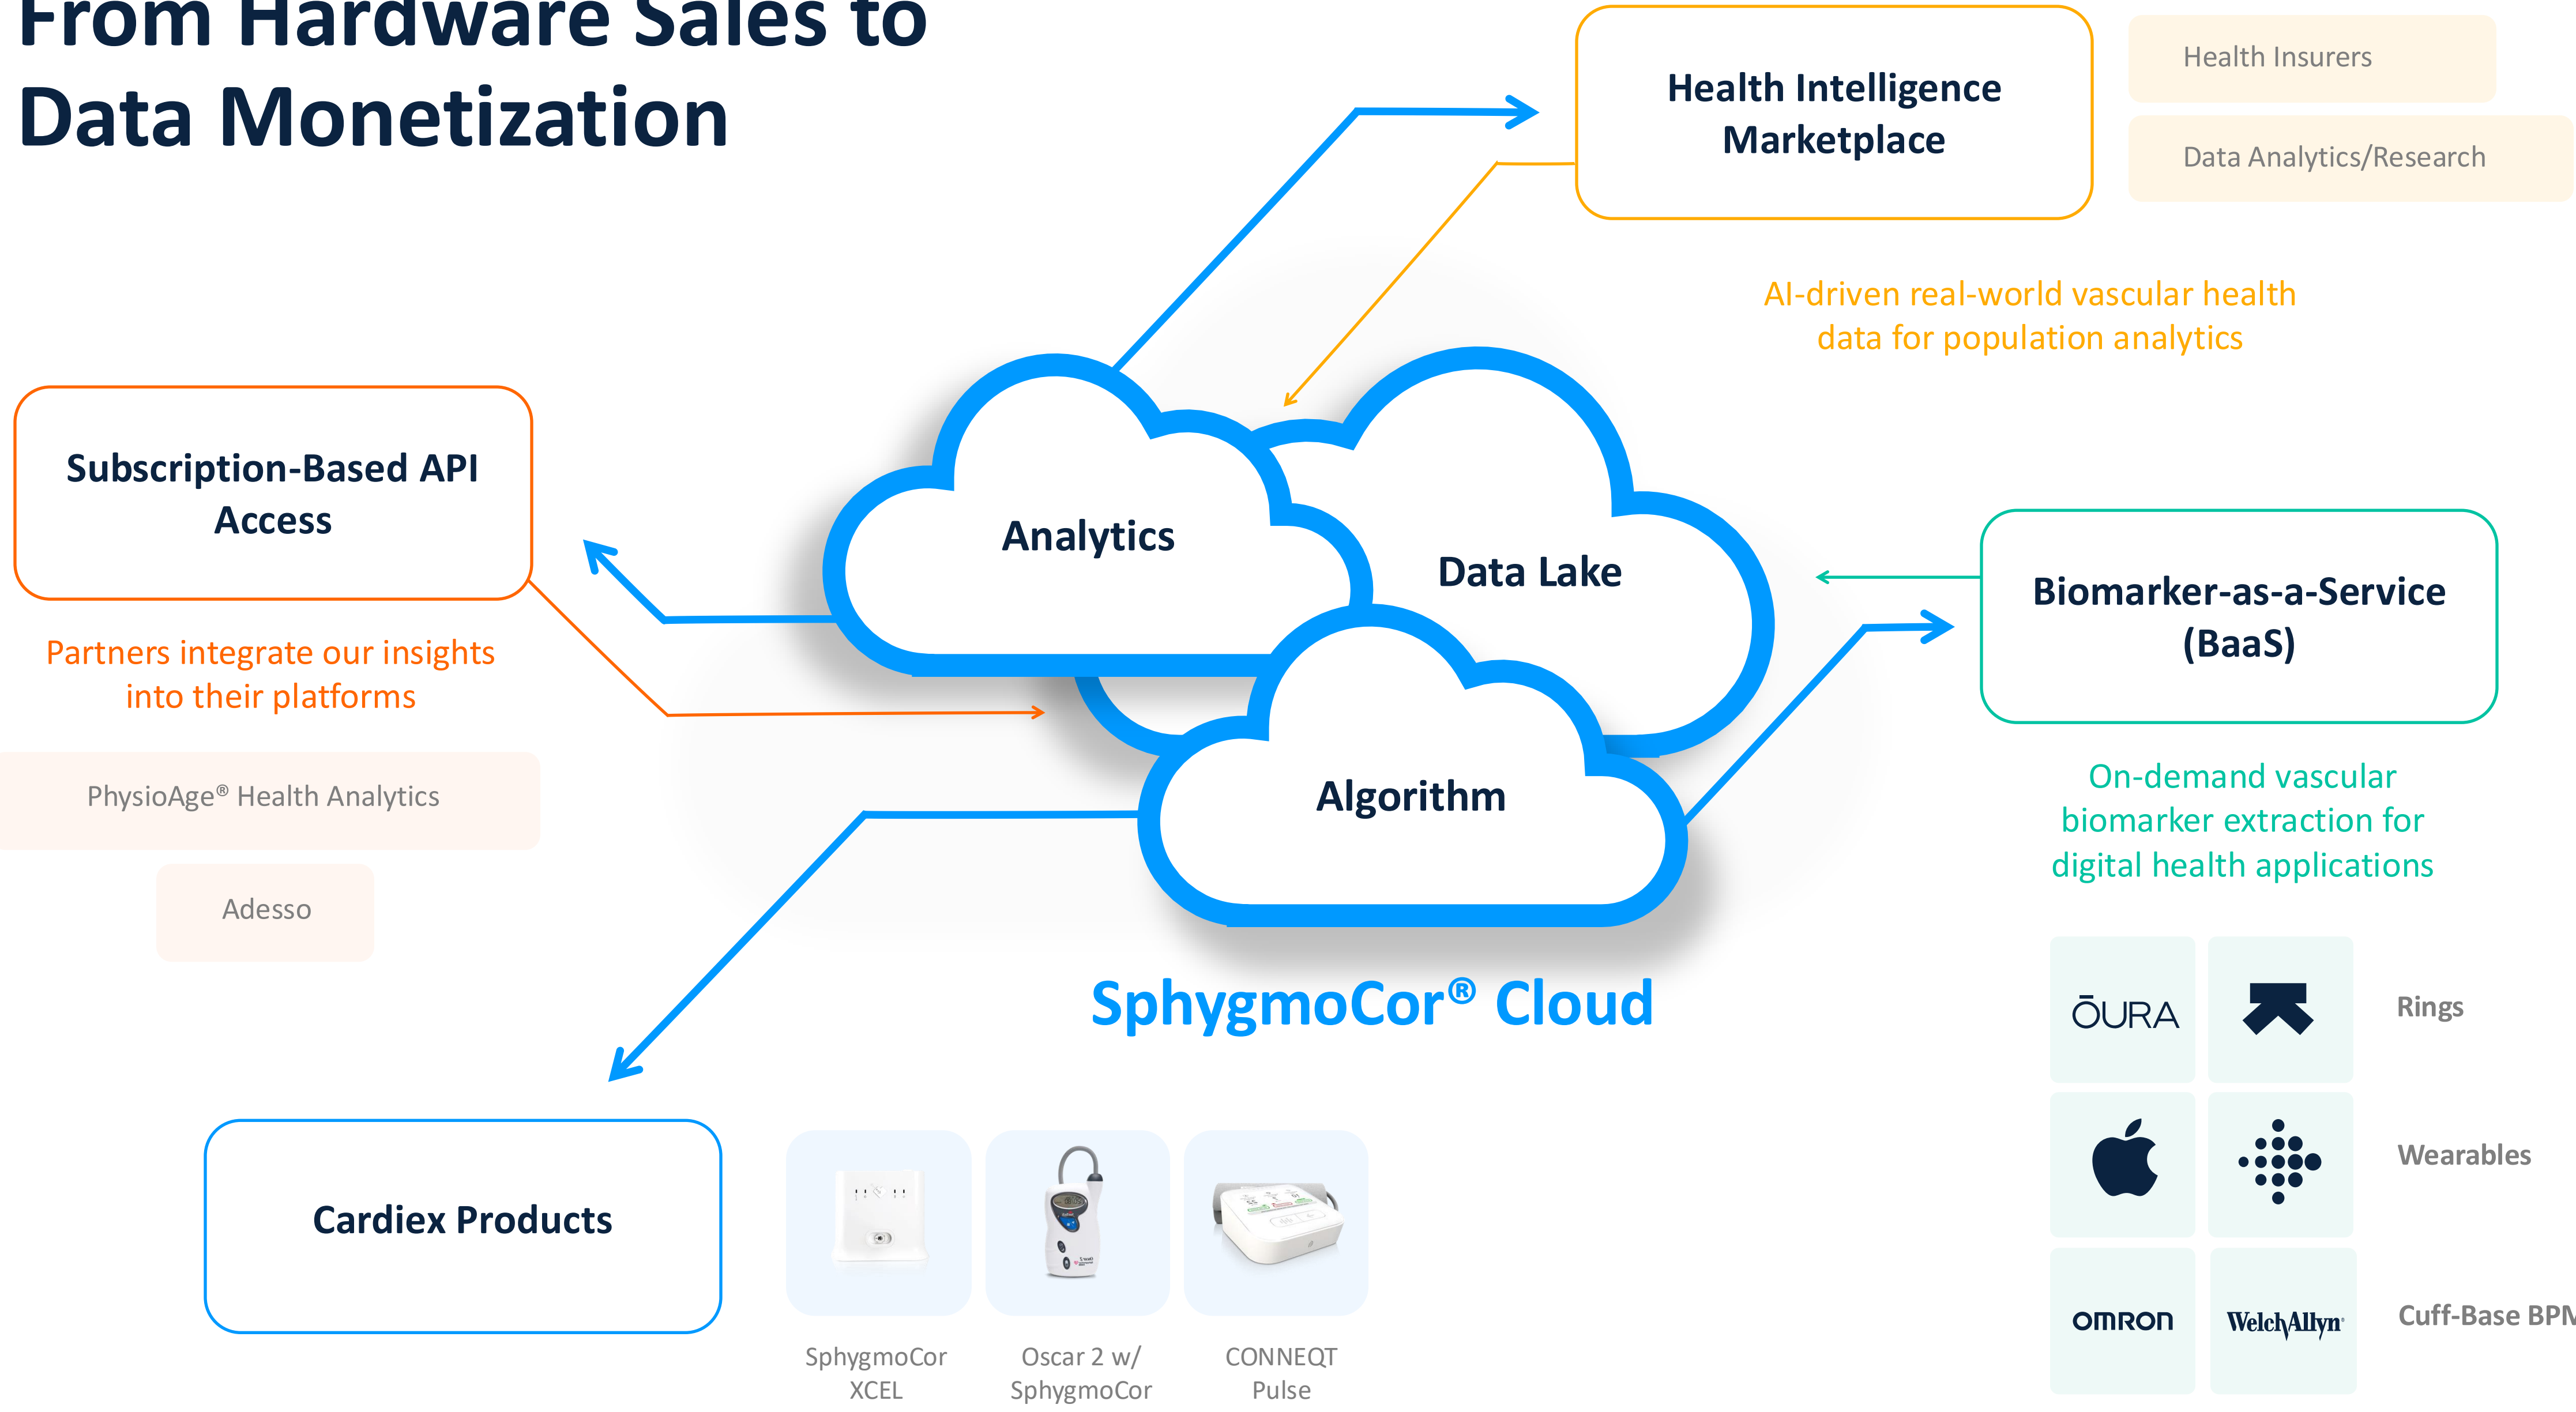 From Hardware Sales to
Data Monetization
Health Intelligence
Marketplace
Health Insurers
Data Analytics/Research
AI-driven real-world vascular health
data for population analytics
Subscription-Based API
Access
Partners integrate our insights
into their platforms
PhysioAge® Health Analytics
Adesso
Analytics
Data Lake
Algorithm
SphygmoCor® Cloud
Biomarker-as-a-Service
(BaaS)
On-demand vascular
biomarker extraction for
digital health applications
ŌURA
Rings
Wearables
OMRON
WelchAllyn®
Cuff-Base BPM
Cardiex Products
SphygmoCor
XCEL
Oscar 2 w/
SphygmoCor
CONNEQT
Pulse